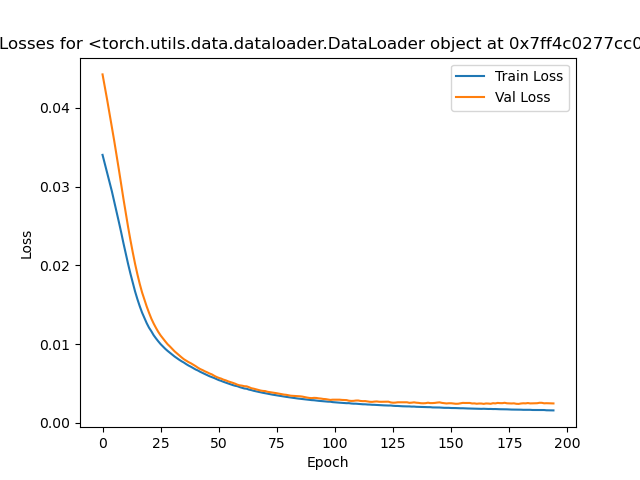 Losses for <torch.utils.data.dataloader.DataLoader object at 0x7ff4c0277cc0
Train Loss
Val Loss
Loss
0.04
0.03
0.02
0.01
0.00
0 25 50 75 100 125 150 175 200
Epoch